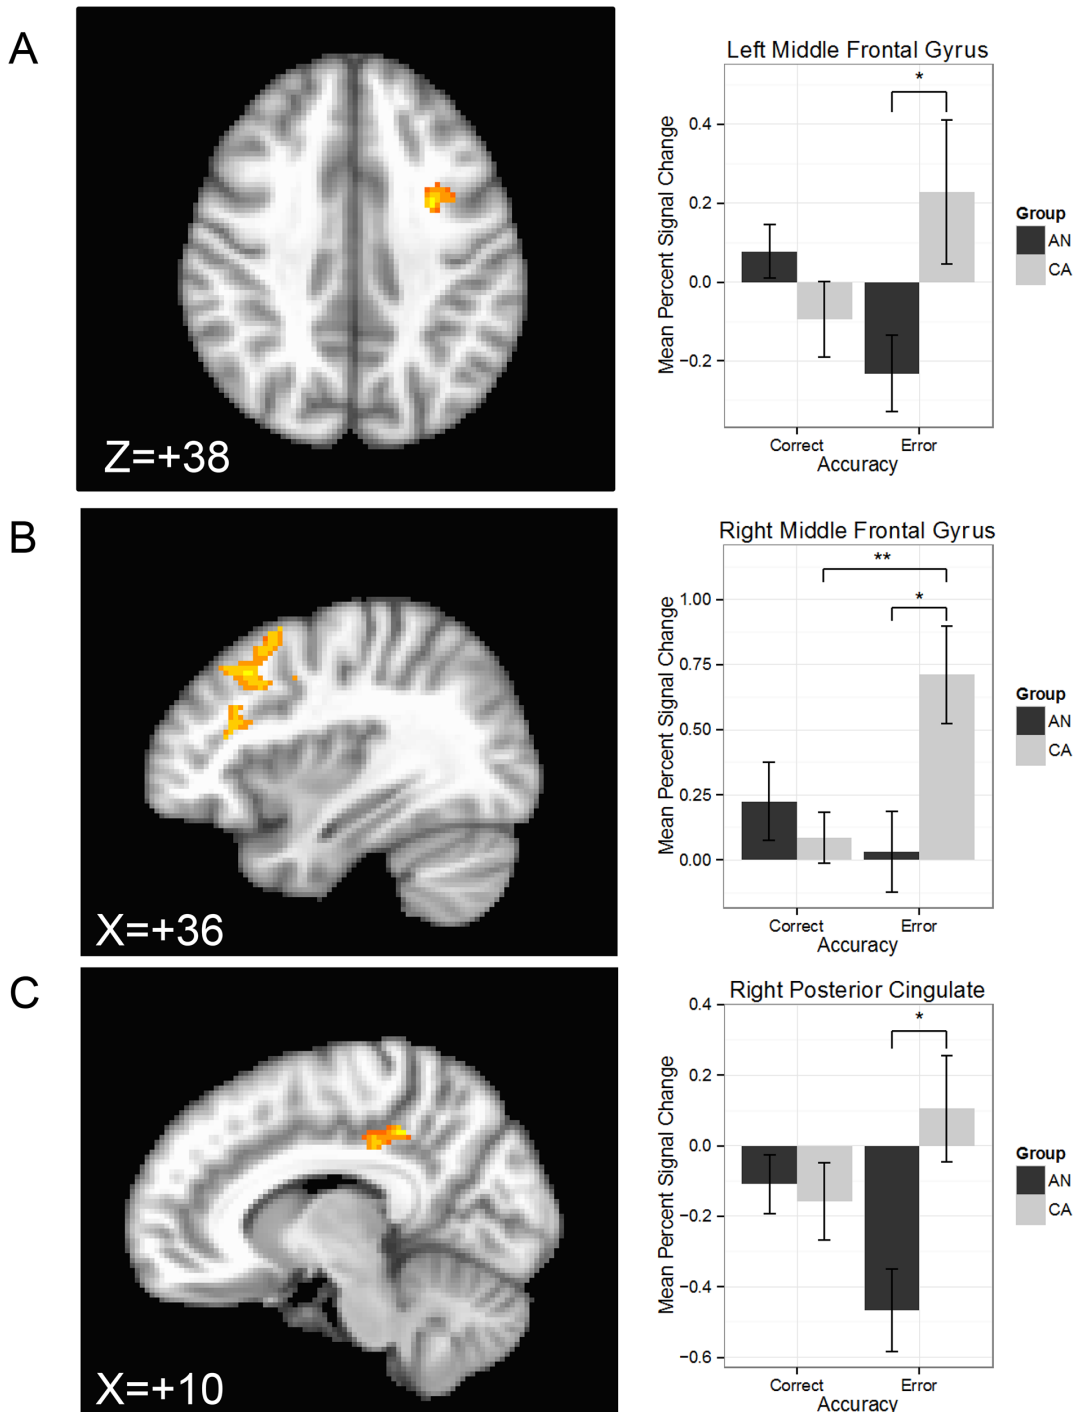 A
Z=+38
Left Middle Frontal Gyrus
*
Mean Percent Signal Change
0.4
0.2
0.0
−0.2
Correct
Error
Accuracy
Group
AN
CA
B
X=+36
Right Middle Frontal Gyrus
**
*
Mean Percent Signal Change
1.00
0.75
0.50
0.25
0.00
Correct
Error
Accuracy
Group
AN
CA
C
X=+10
Right Posterior Cingulate
*
Mean Percent Signal Change
0.4
0.2
0.0
−0.2
−0.4
−0.6
Correct
Error
Accuracy
Group
AN
CA